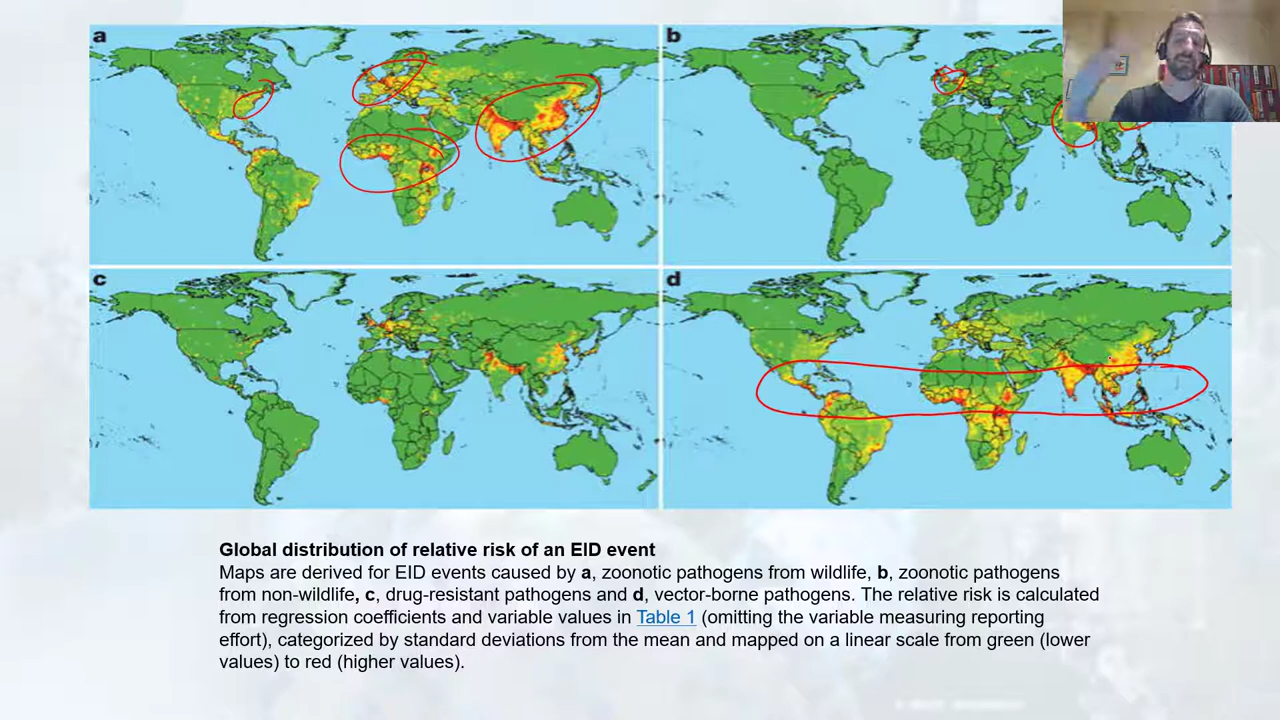 a
b
c
d
Global distribution of relative risk of an EID event
Maps are derived for EID events caused by a, zoonotic pathogens from wildlife, b, zoonotic pathogens
from non-wildlife, c, drug-resistant pathogens and d, vector-borne pathogens. The relative risk is calculated
from regression coefficients and variable values in Table 1 (omitting the variable measuring reporting
effort), categorized by standard deviations from the mean and mapped on a linear scale from green (lower
values) to red (higher values).